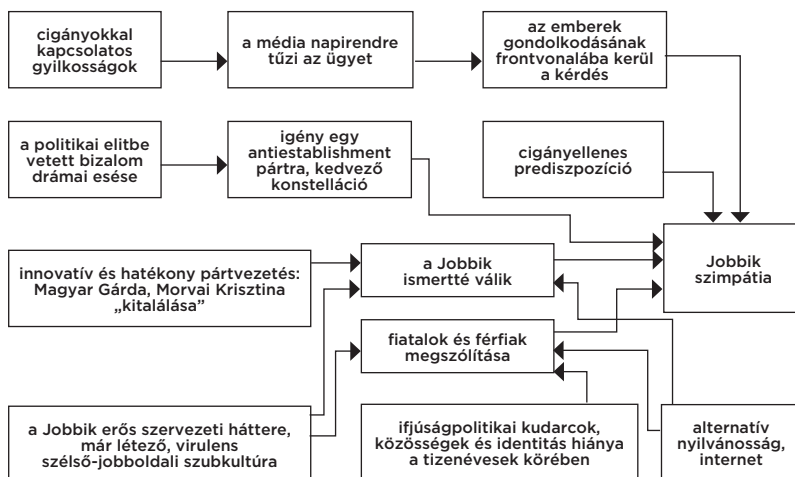 cigányokkal
kapcsolatos
gyilkosságok
a média napirendre
tűzi az ügyet
az emberek
gondolkodásának
frontvonalába kerül
a kérdés
a politikai elitbe
vetett bizalom
drámai esése
igény egy
antiestablishment
pártra, kedvező
konstelláció
cigányellenes
prediszpozíció
innovatív és hatékony pártvezetés:
Magyar Gárda, Morvai Krisztina
„kitalálása”
a Jobbik
ismertté válik
Jobbik
szimpátia
fiatalok és férfiak
megszólítása
a Jobbik erős szervezeti háttere,
már létező, virulens
szélső-jobboldali szubkultúra
ifjúságpolitikai kudarcok,
közösségek és identitás hiánya
a tizenévesek körében
alternatív
nyilvánosság,
internet